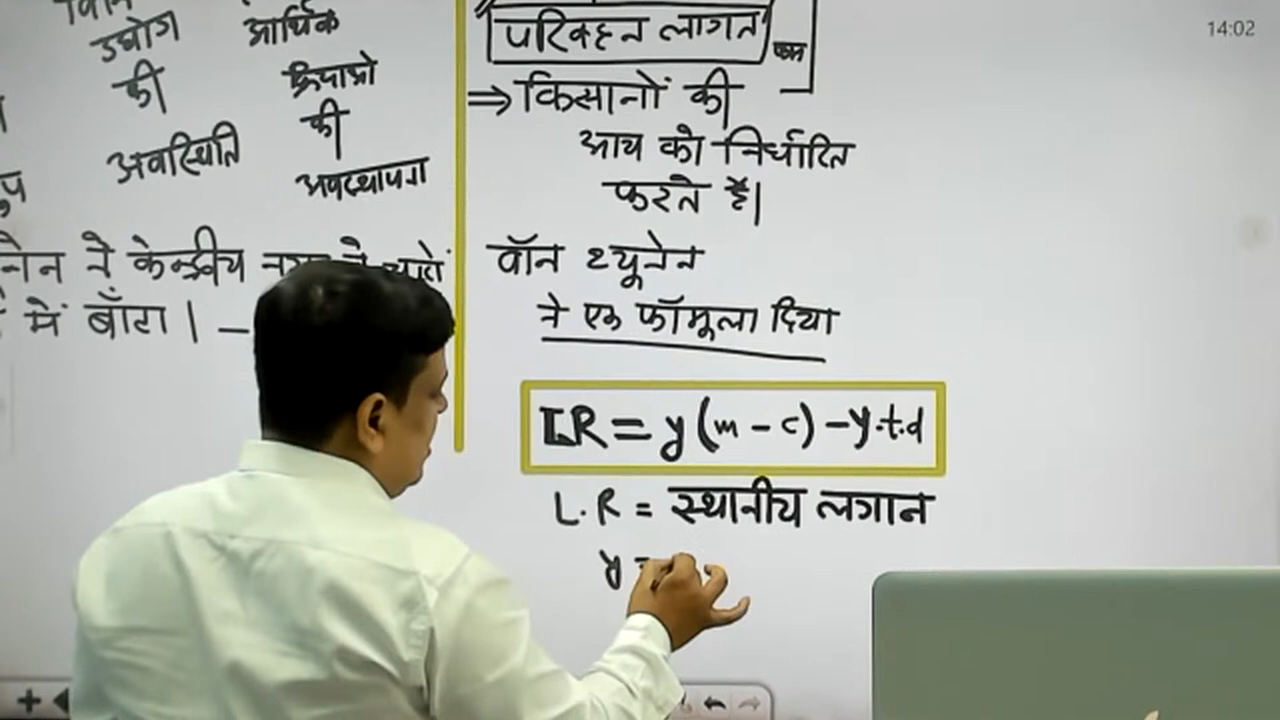 14:02
उद्योग आर्थिक
की क्रियाओ
की
अवस्थिति अवस्थापना
नेन ने केन्द्रीय
में बाँटा | –
परिवहन लागत
⇒ किसानों की
आय को निर्धारित
करते हैं|
वॉन थ्यूनेन
ने एक फॉमूला दिया
LR = y(m - c) - y.t.d
L.R = स्थानीय लगान
y =